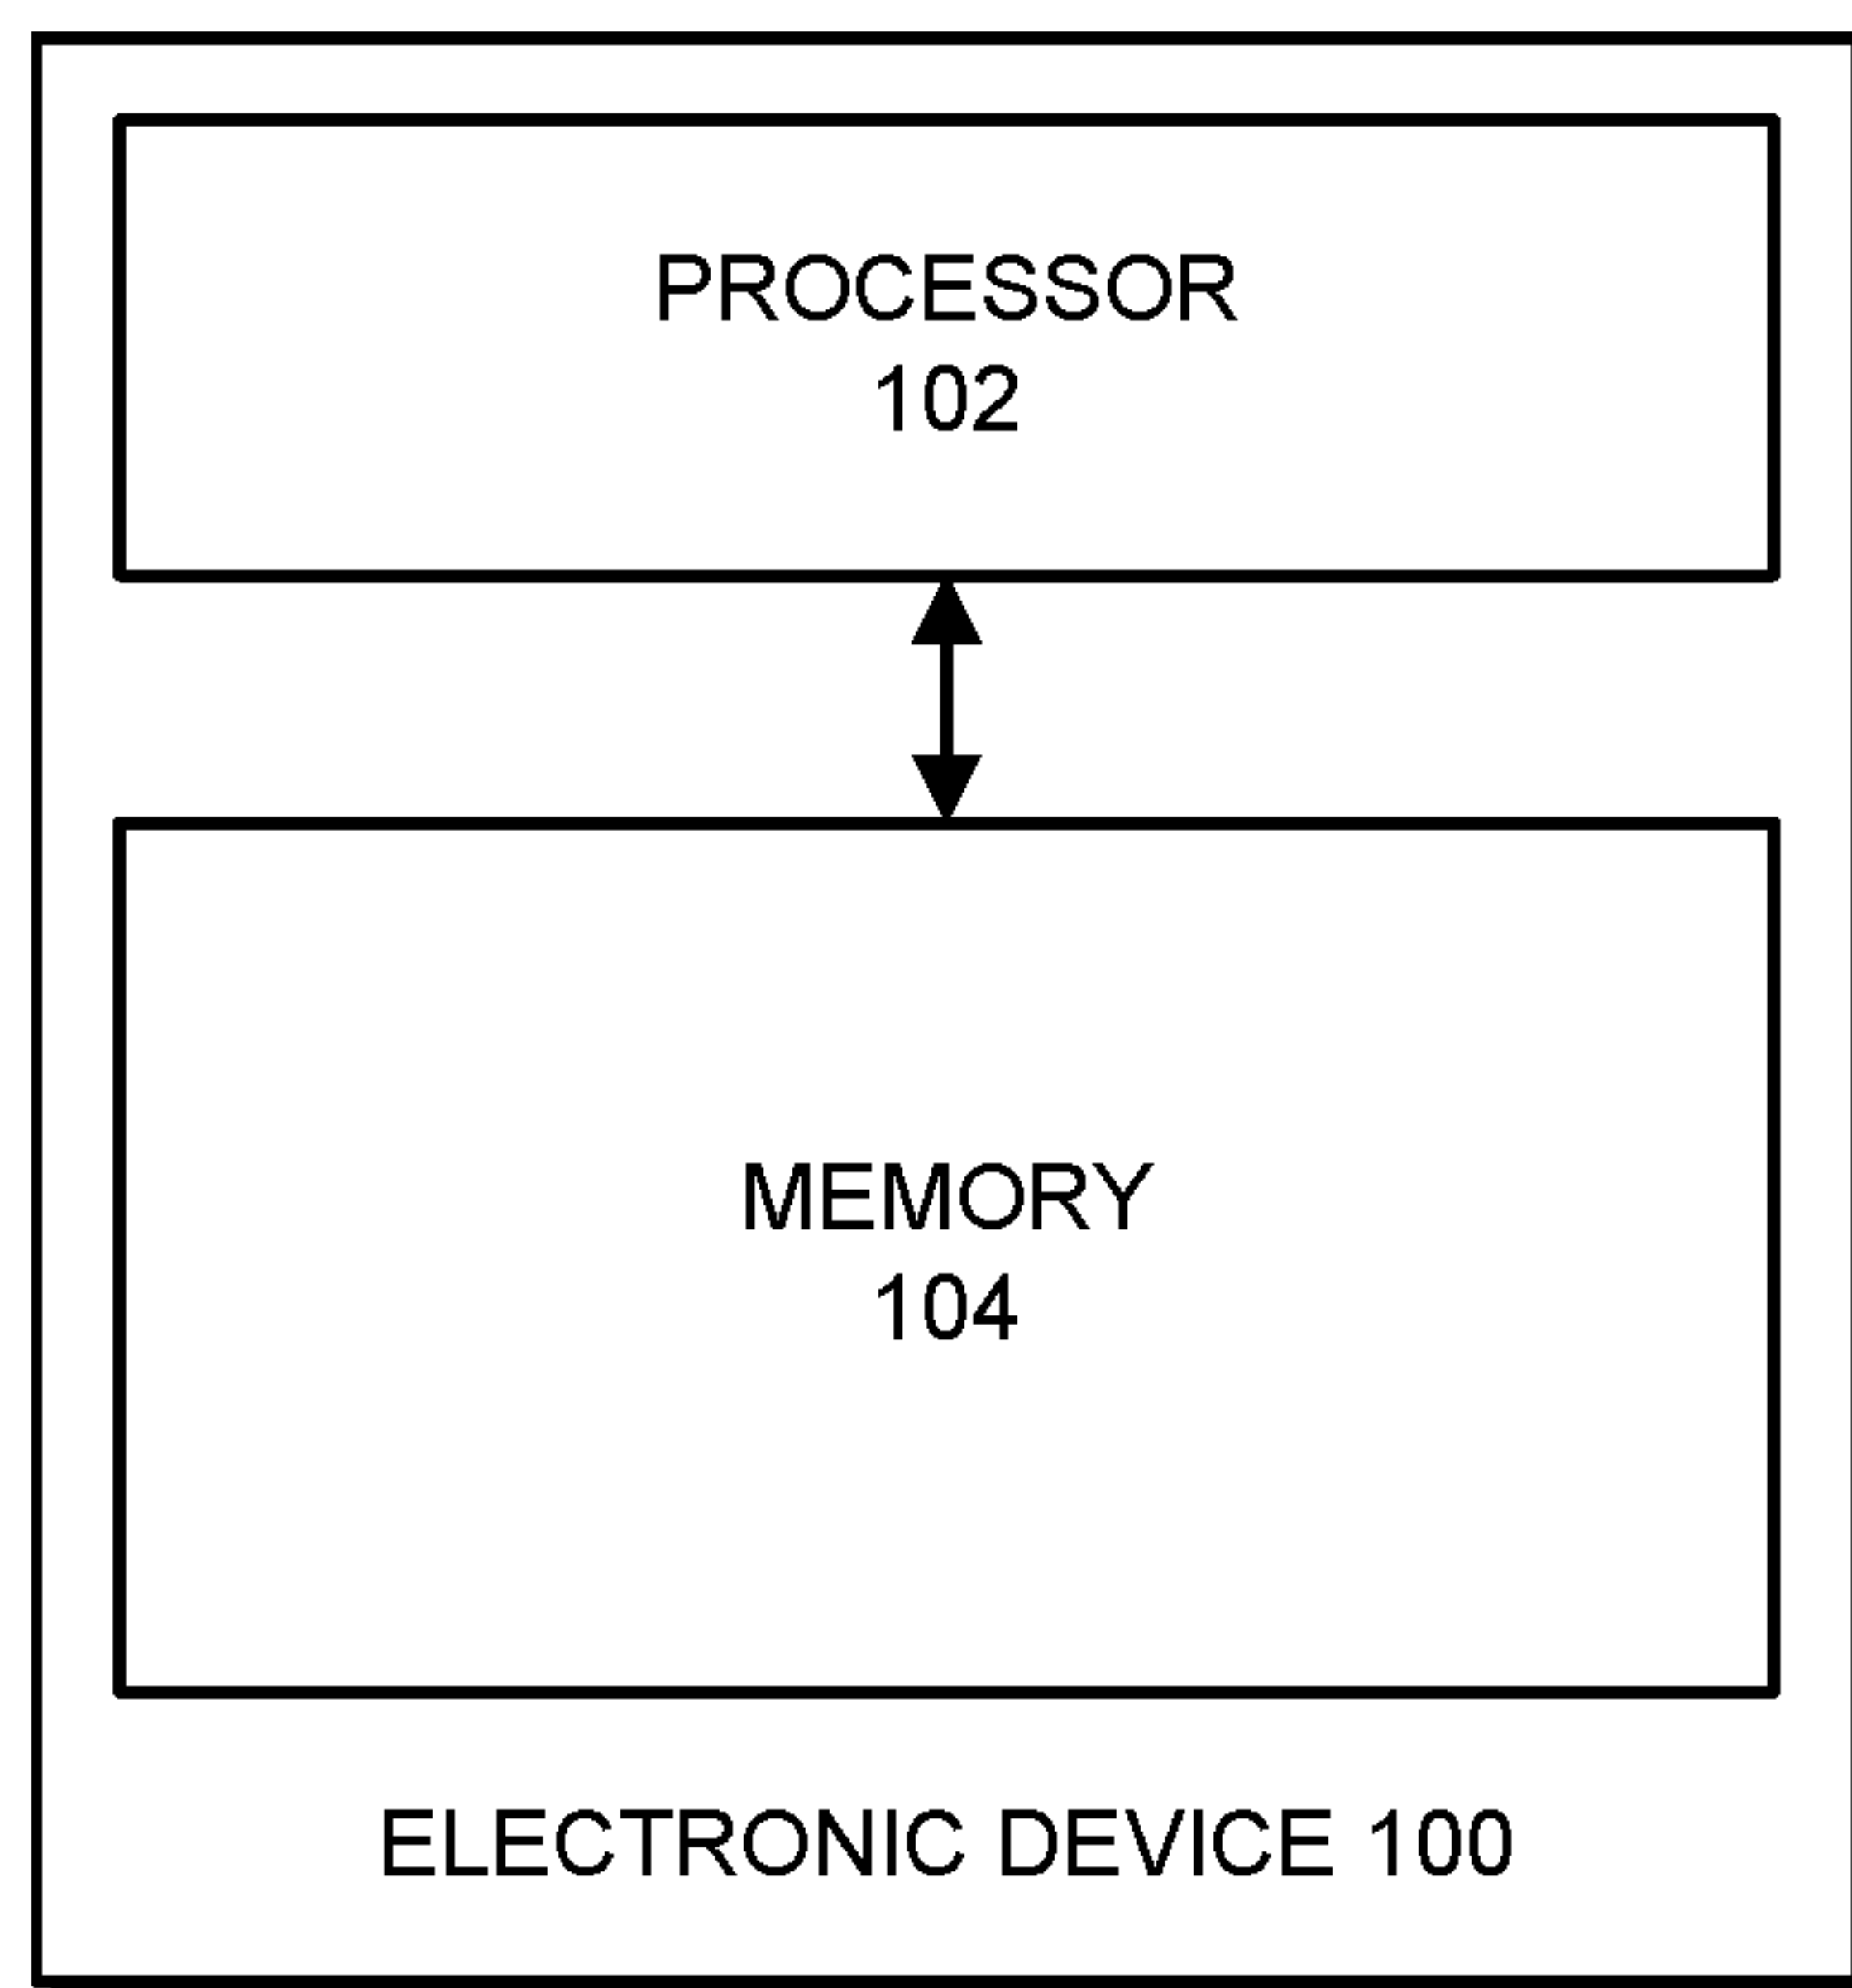 PROCESSOR
102
MEMORY
104
ELECTRONIC DEVICE 100